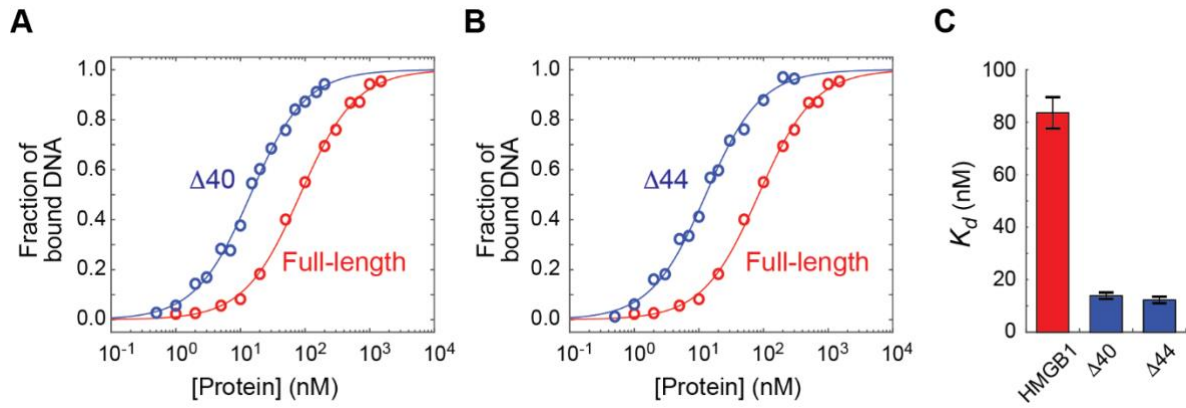 A
Fraction of
bound DNA
1.0
0.8
0.6
0.4
0.2
0.0
Δ40
Full-length
10⁻¹ 10⁰ 10¹ 10² 10³ 10⁴
[Protein] (nM)
B
Fraction of
bound DNA
1.0
0.8
0.6
0.4
0.2
0.0
Δ44
Full-length
10⁻¹ 10⁰ 10¹ 10² 10³ 10⁴
[Protein] (nM)
C
K_d (nM)
100
80
60
40
20
0
HMGB1
Δ40
Δ44